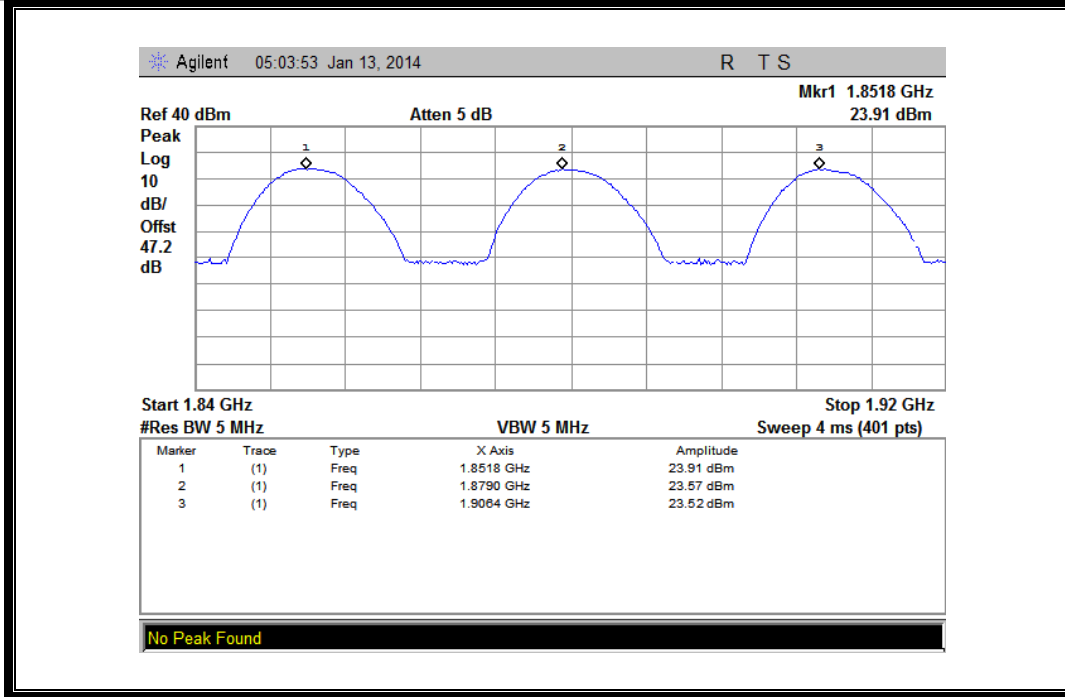 Agilent 05:03:53 Jan 13, 2014 R T S
Mkr1 1.8518 GHz
Ref 40 dBm Atten 5 dB 23.91 dBm
Peak
Log
10
dB/
Offst
47.2
dB
1 2 3
Start 1.84 GHz Stop 1.92 GHz
#Res BW 5 MHz VBW 5 MHz Sweep 4 ms (401 pts)
Marker Trace Type X Axis Amplitude
1 (1) Freq 1.8518 GHz 23.91 dBm
2 (1) Freq 1.8790 GHz 23.57 dBm
3 (1) Freq 1.9064 GHz 23.52 dBm
No Peak Found